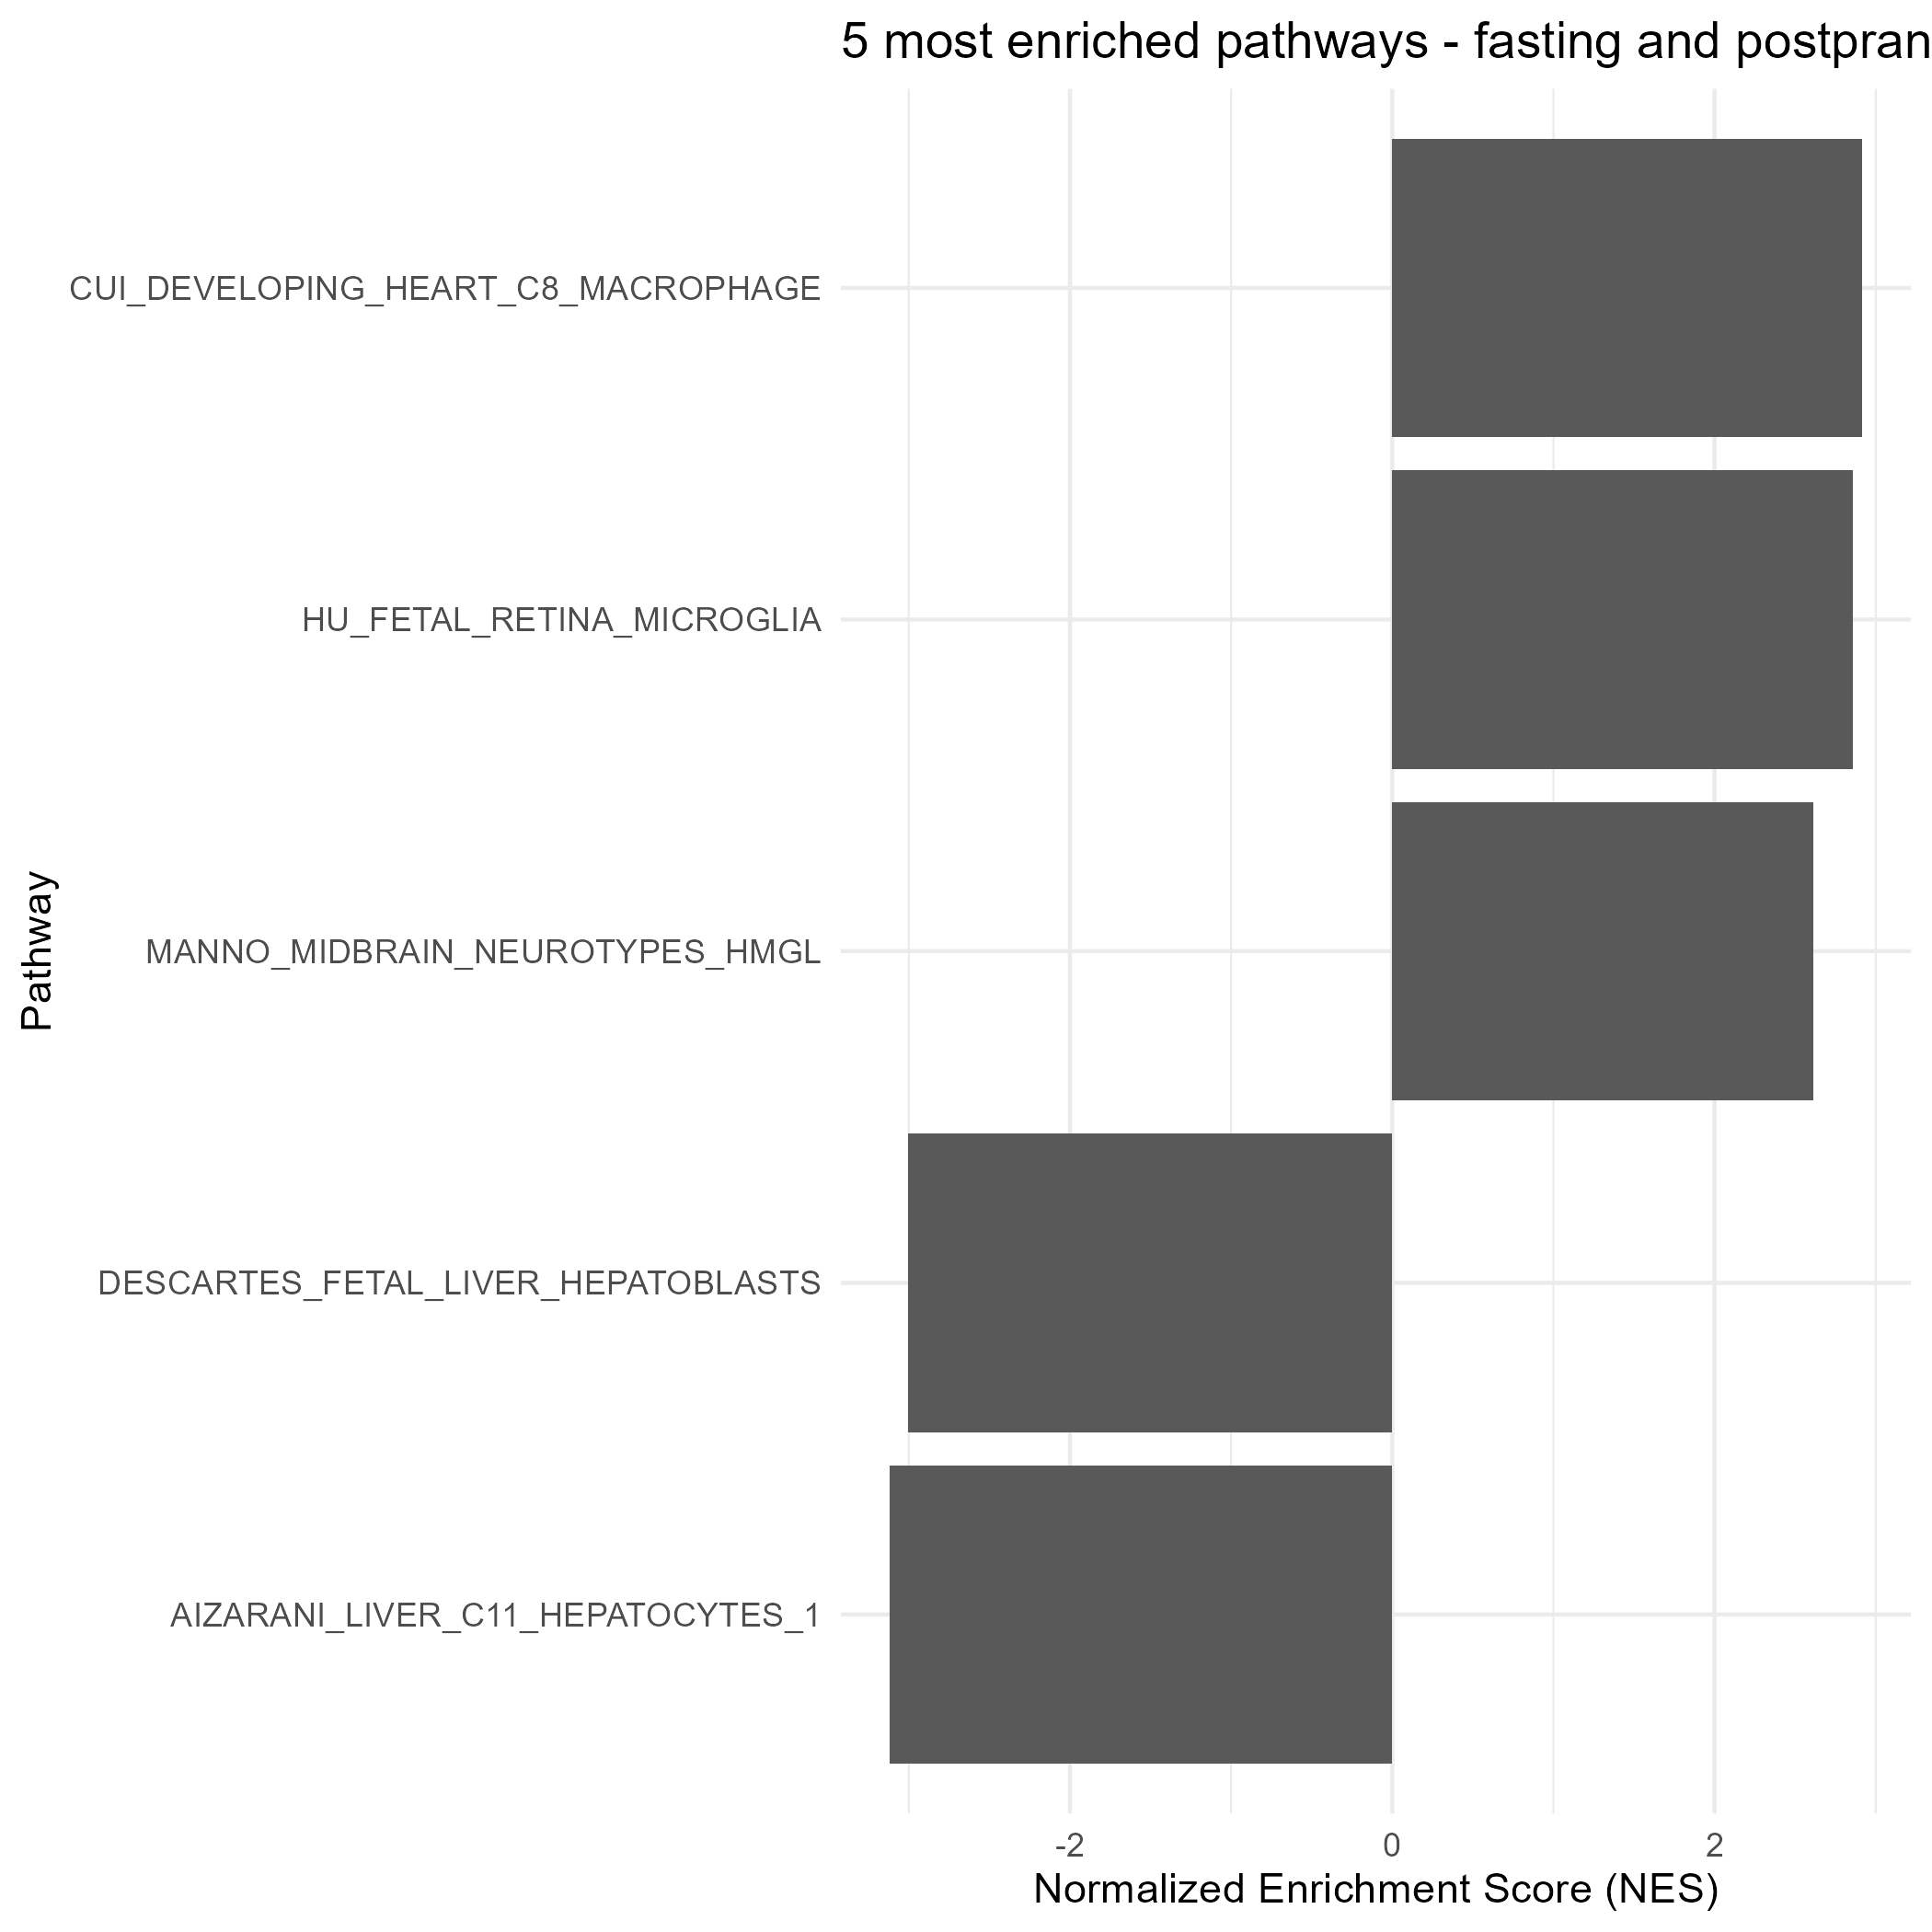 5 most enriched pathways - fasting and postpran
CUI_DEVELOPING_HEART_C8_MACROPHAGE
HU_FETAL_RETINA_MICROGLIA
MANNO_MIDBRAIN_NEUROTYPES_HMGL
DESCARTES_FETAL_LIVER_HEPATOBLASTS
AIZARANI_LIVER_C11_HEPATOCYTES_1
Pathway
-2 0 2
Normalized Enrichment Score (NES)